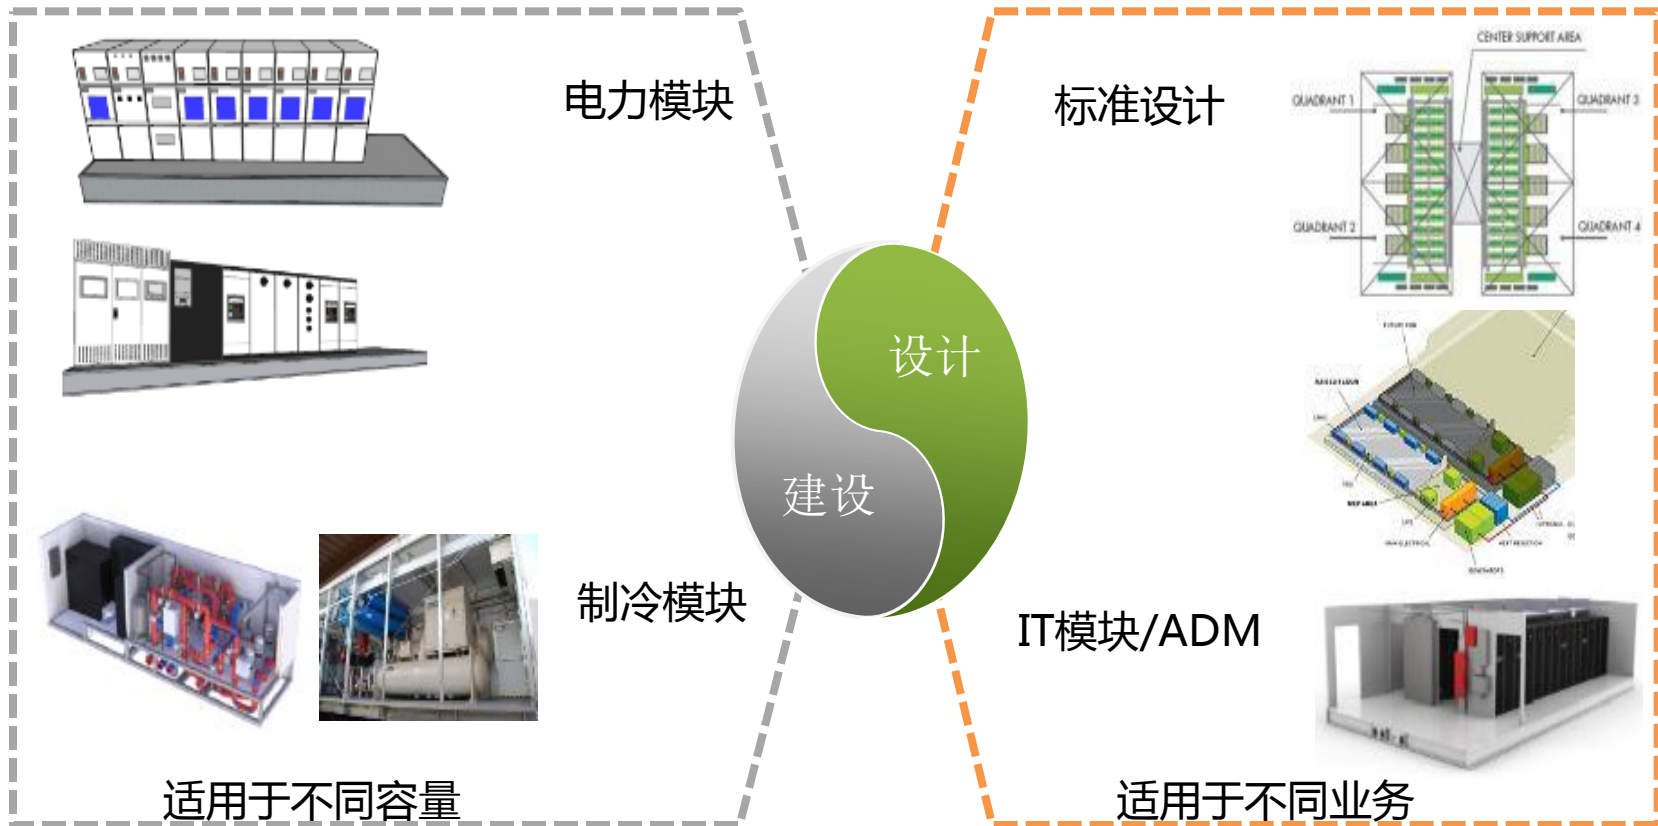 电力模块
标准设计
CENTER SUPPORT AREA
QUADRANT 1
QUADRANT 3
QUADRANT 2
QUADRANT 4
设计
建设
制冷模块
IT模块/ADM
适用于不同容量
适用于不同业务